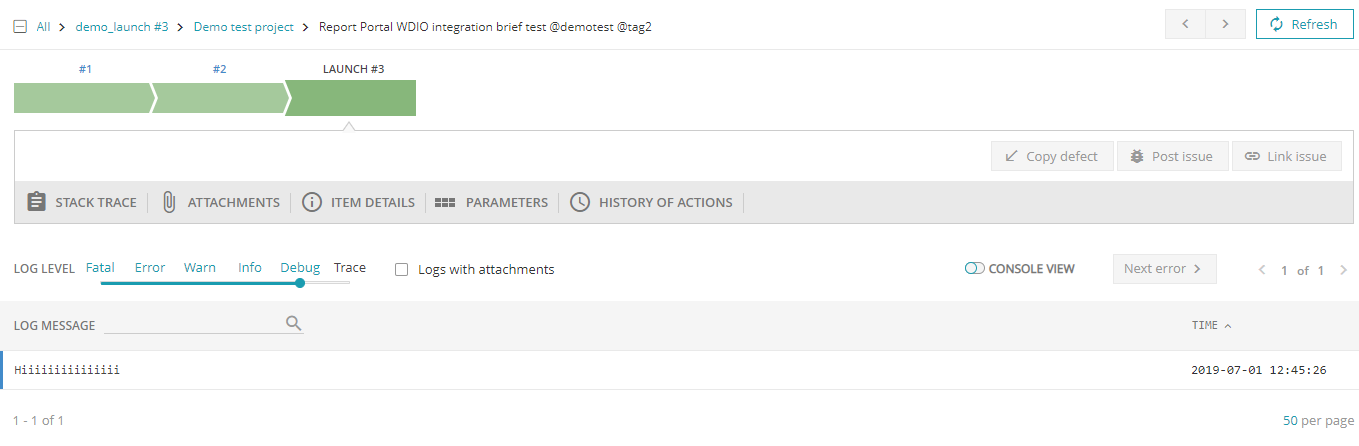 All demo_launch #3 Demo test project Report Portal WDIO integration brief test @demotest @tag2 Refresh
#1 #2 LAUNCH #3
Copy defect Post issue Link issue
STACK TRACE ATTACHMENTS ITEM DETAILS PARAMETERS HISTORY OF ACTIONS
LOG LEVEL Fatal Error Warn Info Debug Trace Logs with attachments CONSOLE VIEW Next error 1 of 1
LOG MESSAGE TIME
Hiiiiiiiiiiiiiii 2019-07-01 12:45:26
1 - 1 of 1 50 per page